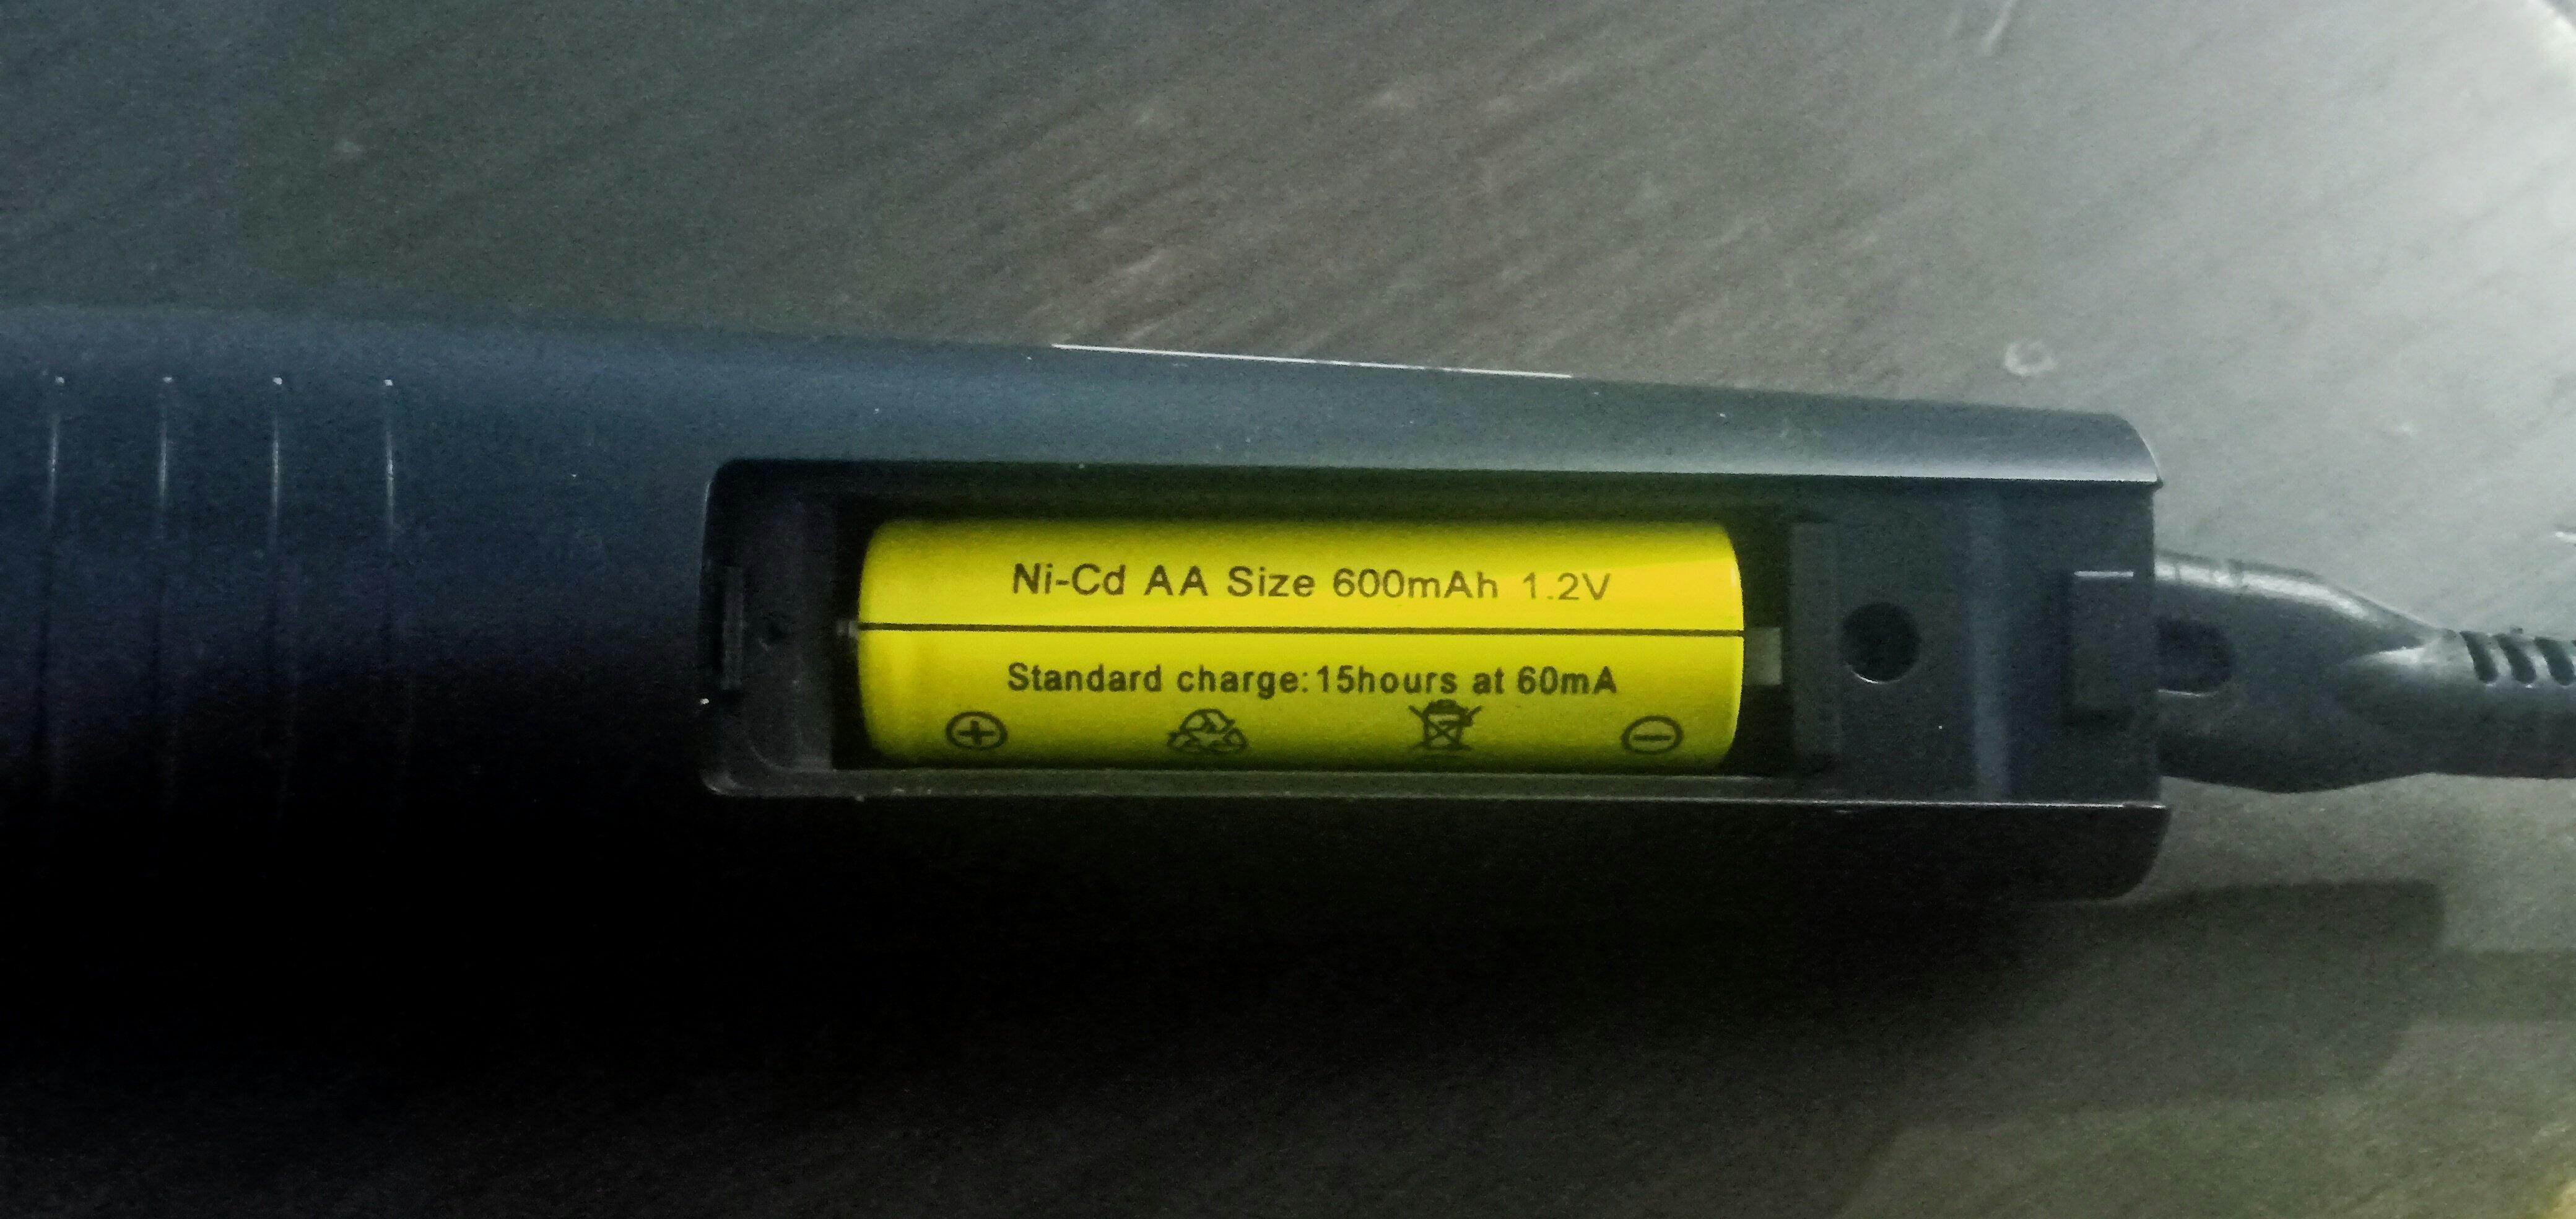 Ni-Cd AA Size 600mAh 1.2V
Standard charge:15hours at 60mA